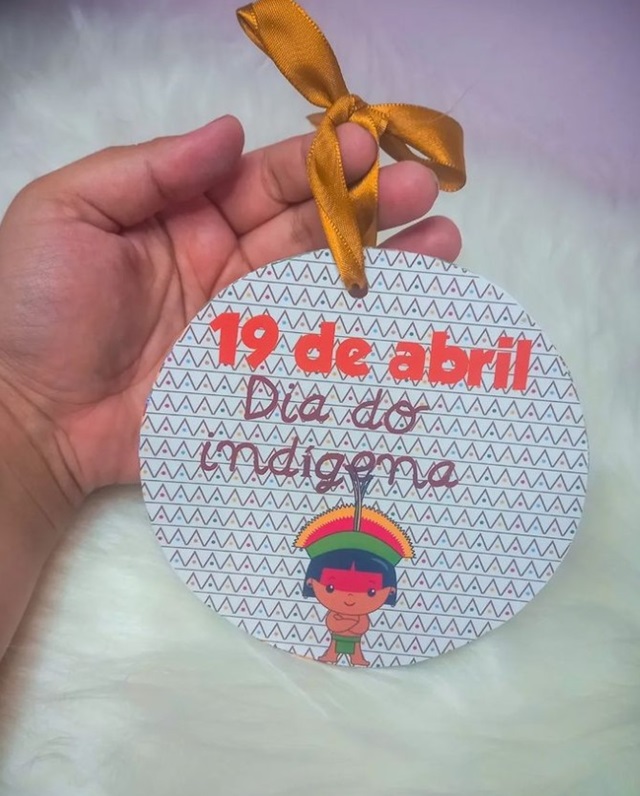 19 de abril
Dia do
indígena